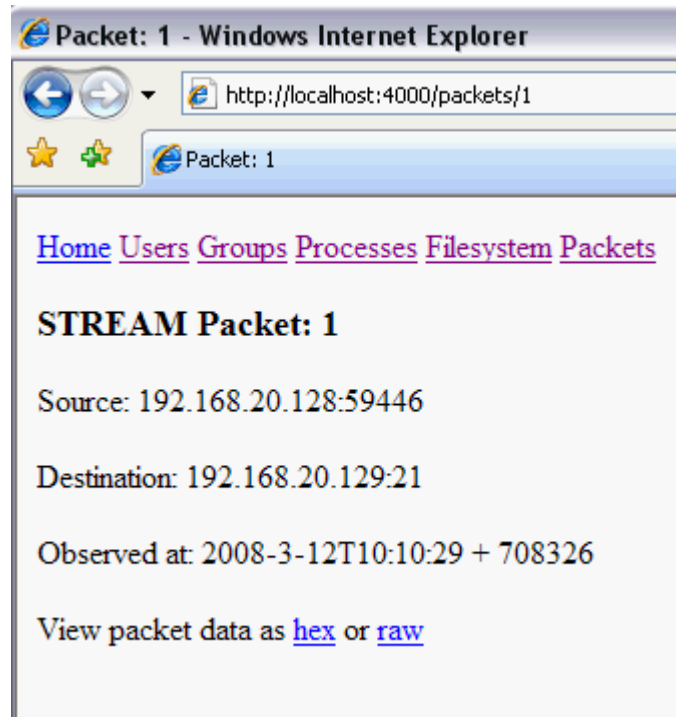 Packet: 1 - Windows Internet Explorer
http://localhost:4000/packets/1
Packet: 1
Home Users Groups Processes Filesystem Packets
STREAM Packet: 1
Source: 192.168.20.128:59446
Destination: 192.168.20.129:21
Observed at: 2008-3-12T10:10:29 + 708326
View packet data as hex or raw